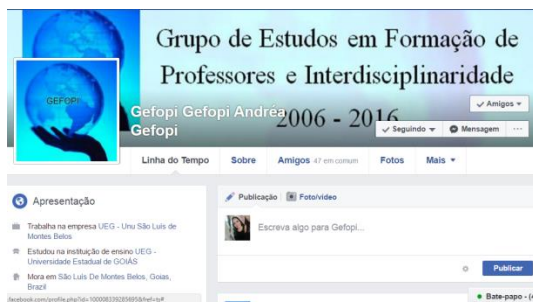 Grupo de Estudos em Formação de
Professores e Interdisciplinaridade
2006 - 2016
GEFOPI
Gefopi Gefopi Andréa
Gefopi
Amigos
Seguindo
Mensagem
Linha do Tempo Sobre Amigos 47 em comum Fotos Mais
Apresentação
Trabalha na empresa UEG - Unu São Luís de
Montes Belos
Estudou na instituição de ensino UEG -
Universidade Estadual de GOIÁS
Mora em São Luís De Montes Belos, Goias,
Brazil
Publicação Foto/vídeo
Escreva algo para Gefopi...
Publicar
Bate-papo